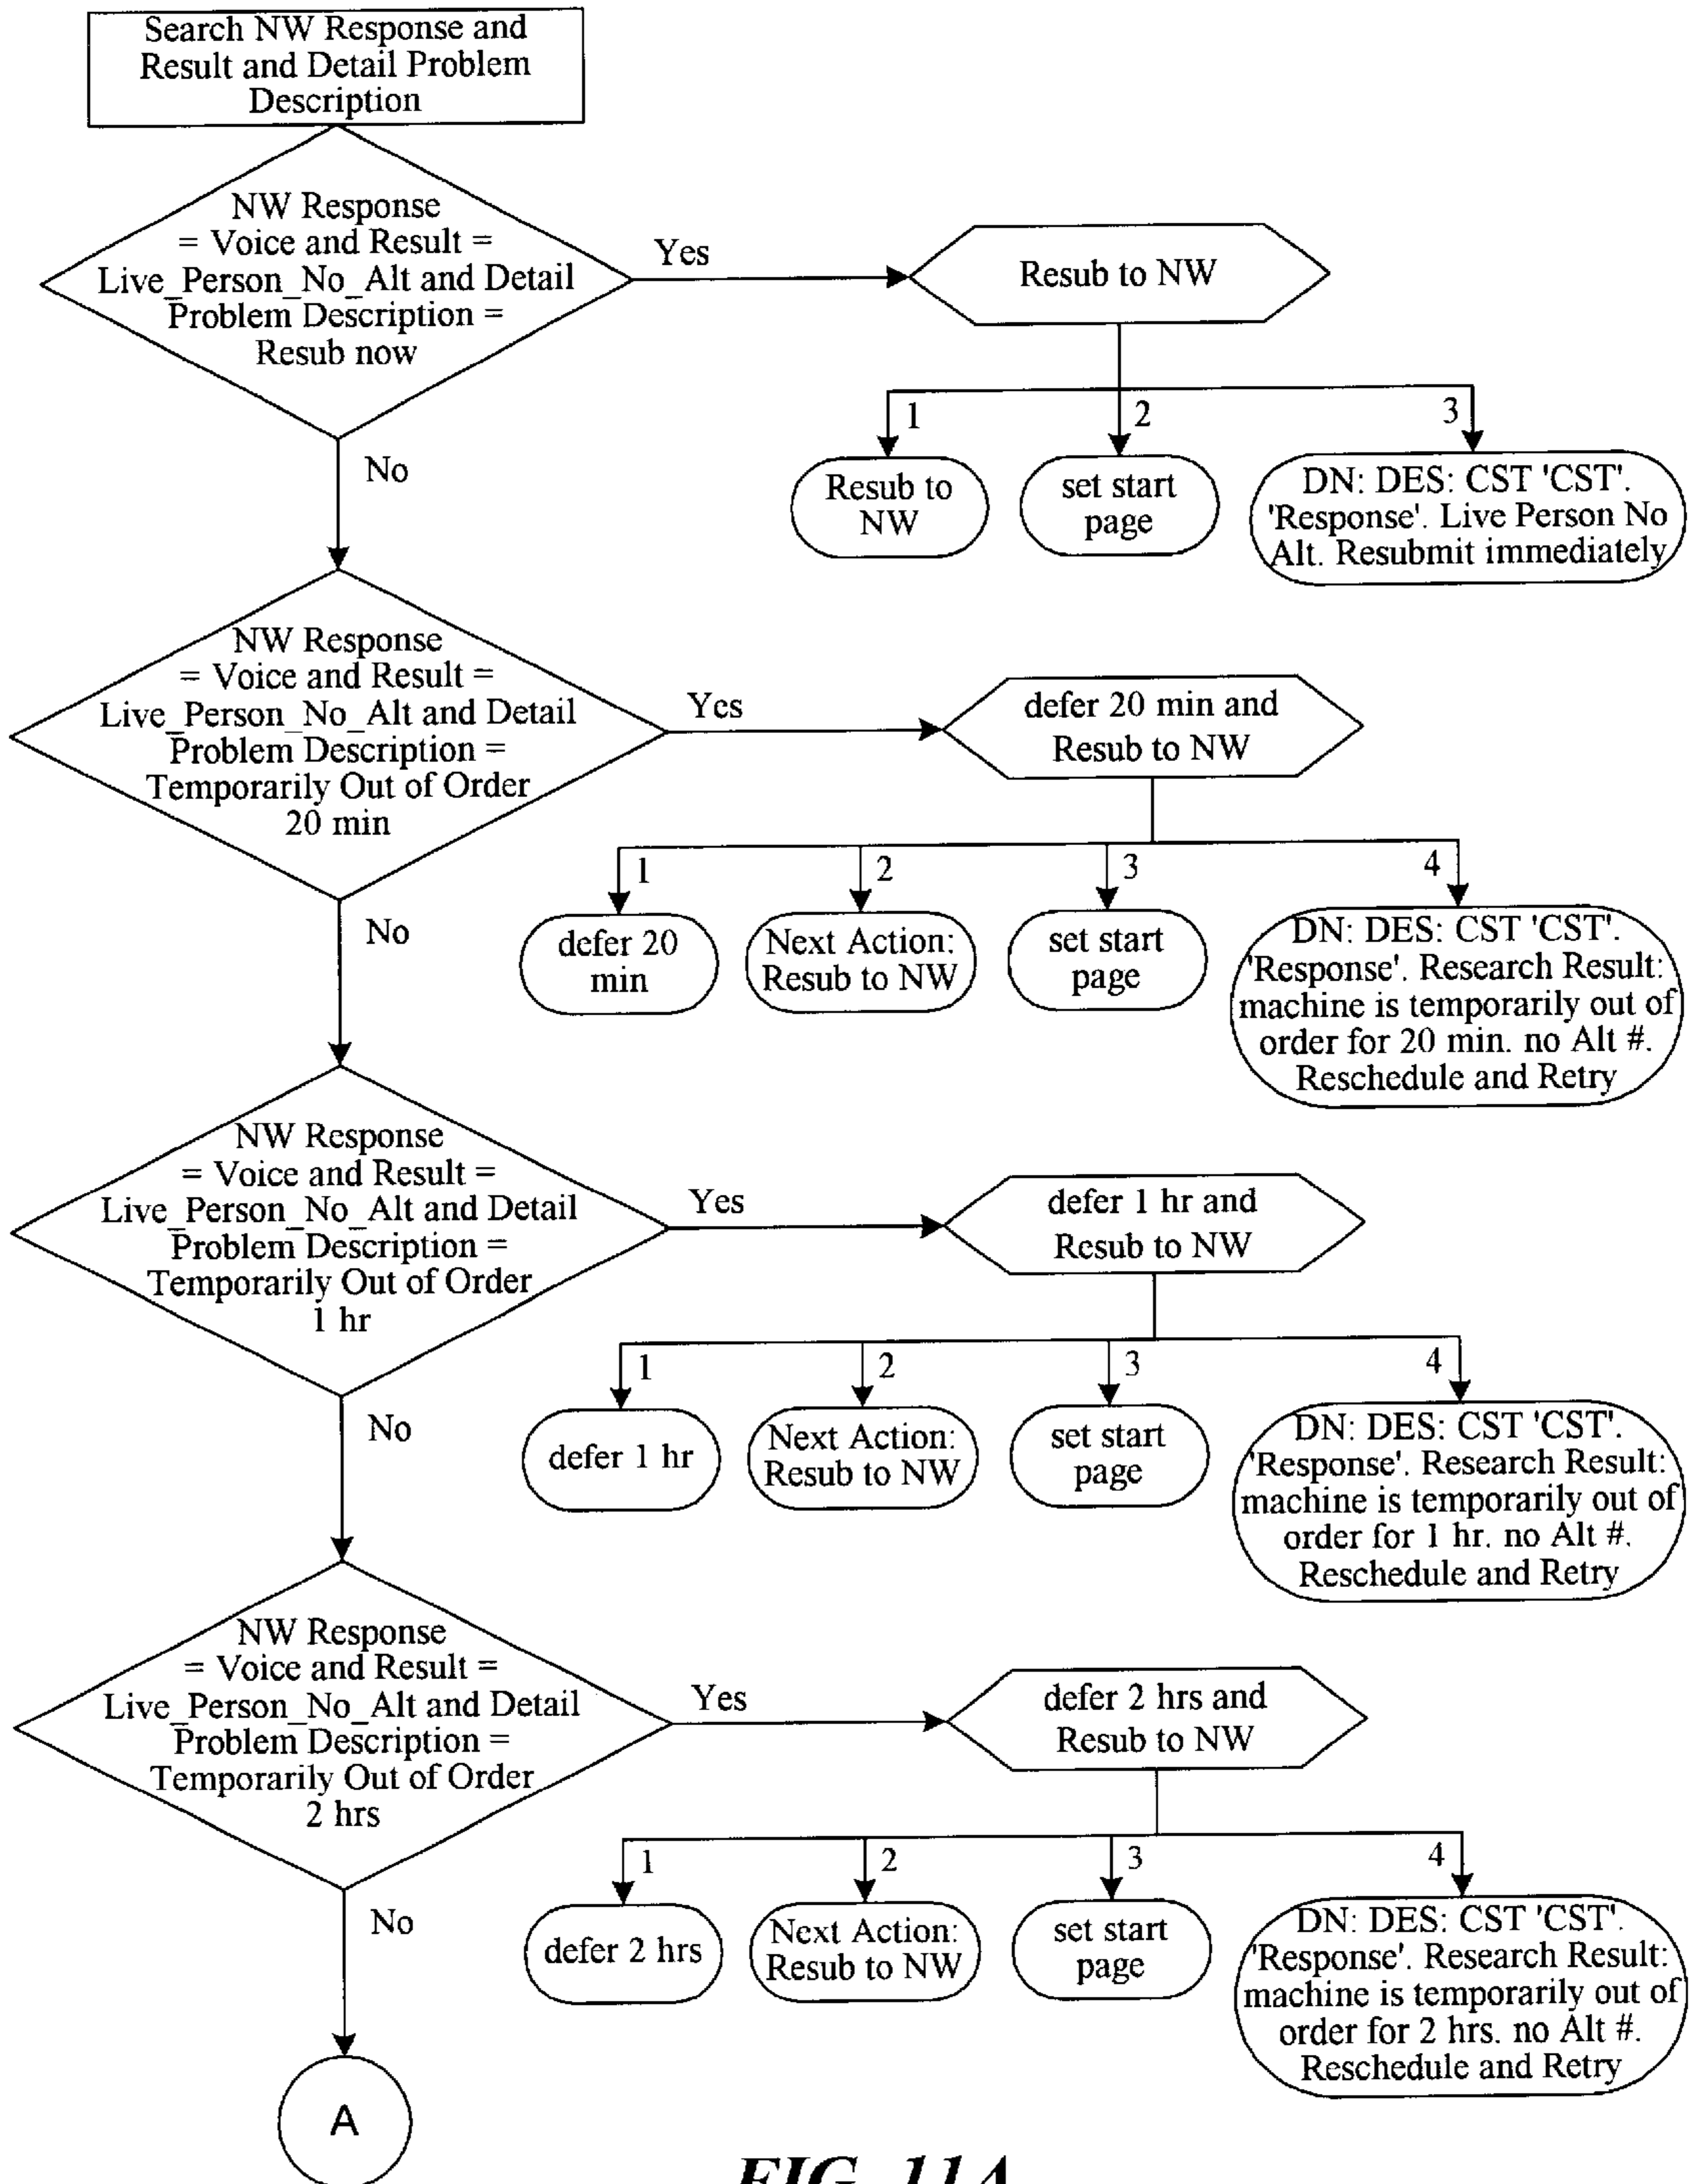 Search NW Response and
Result and Detail Problem
Description
NW Response
= Voice and Result =
Live_Person_No_Alt and Detail
Problem Description =
Resub now
Yes
Resub to NW
1
2
3
Resub to
NW
set start
page
DN: DES: CST 'CST'.
'Response'. Live Person No
Alt. Resubmit immediately
No
NW Response
= Voice and Result =
Live_Person_No_Alt and Detail
Problem Description =
Temporarily Out of Order
20 min
Yes
defer 20 min and
Resub to NW
1
2
3
4
defer 20
min
Next Action:
Resub to NW
set start
page
DN: DES: CST 'CST'.
'Response'. Research Result:
machine is temporarily out of
order for 20 min. no Alt #.
Reschedule and Retry
No
NW Response
= Voice and Result =
Live_Person_No_Alt and Detail
Problem Description =
Temporarily Out of Order
1 hr
Yes
defer 1 hr and
Resub to NW
1
2
3
4
defer 1 hr
Next Action:
Resub to NW
set start
page
DN: DES: CST 'CST'.
'Response'. Research Result:
machine is temporarily out of
order for 1 hr. no Alt #.
Reschedule and Retry
No
NW Response
= Voice and Result =
Live_Person_No_Alt and Detail
Problem Description =
Temporarily Out of Order
2 hrs
Yes
defer 2 hrs and
Resub to NW
1
2
3
4
defer 2 hrs
Next Action:
Resub to NW
set start
page
DN: DES: CST 'CST'.
'Response'. Research Result:
machine is temporarily out of
order for 2 hrs. no Alt #.
Reschedule and Retry
No
A
FIG. 11A